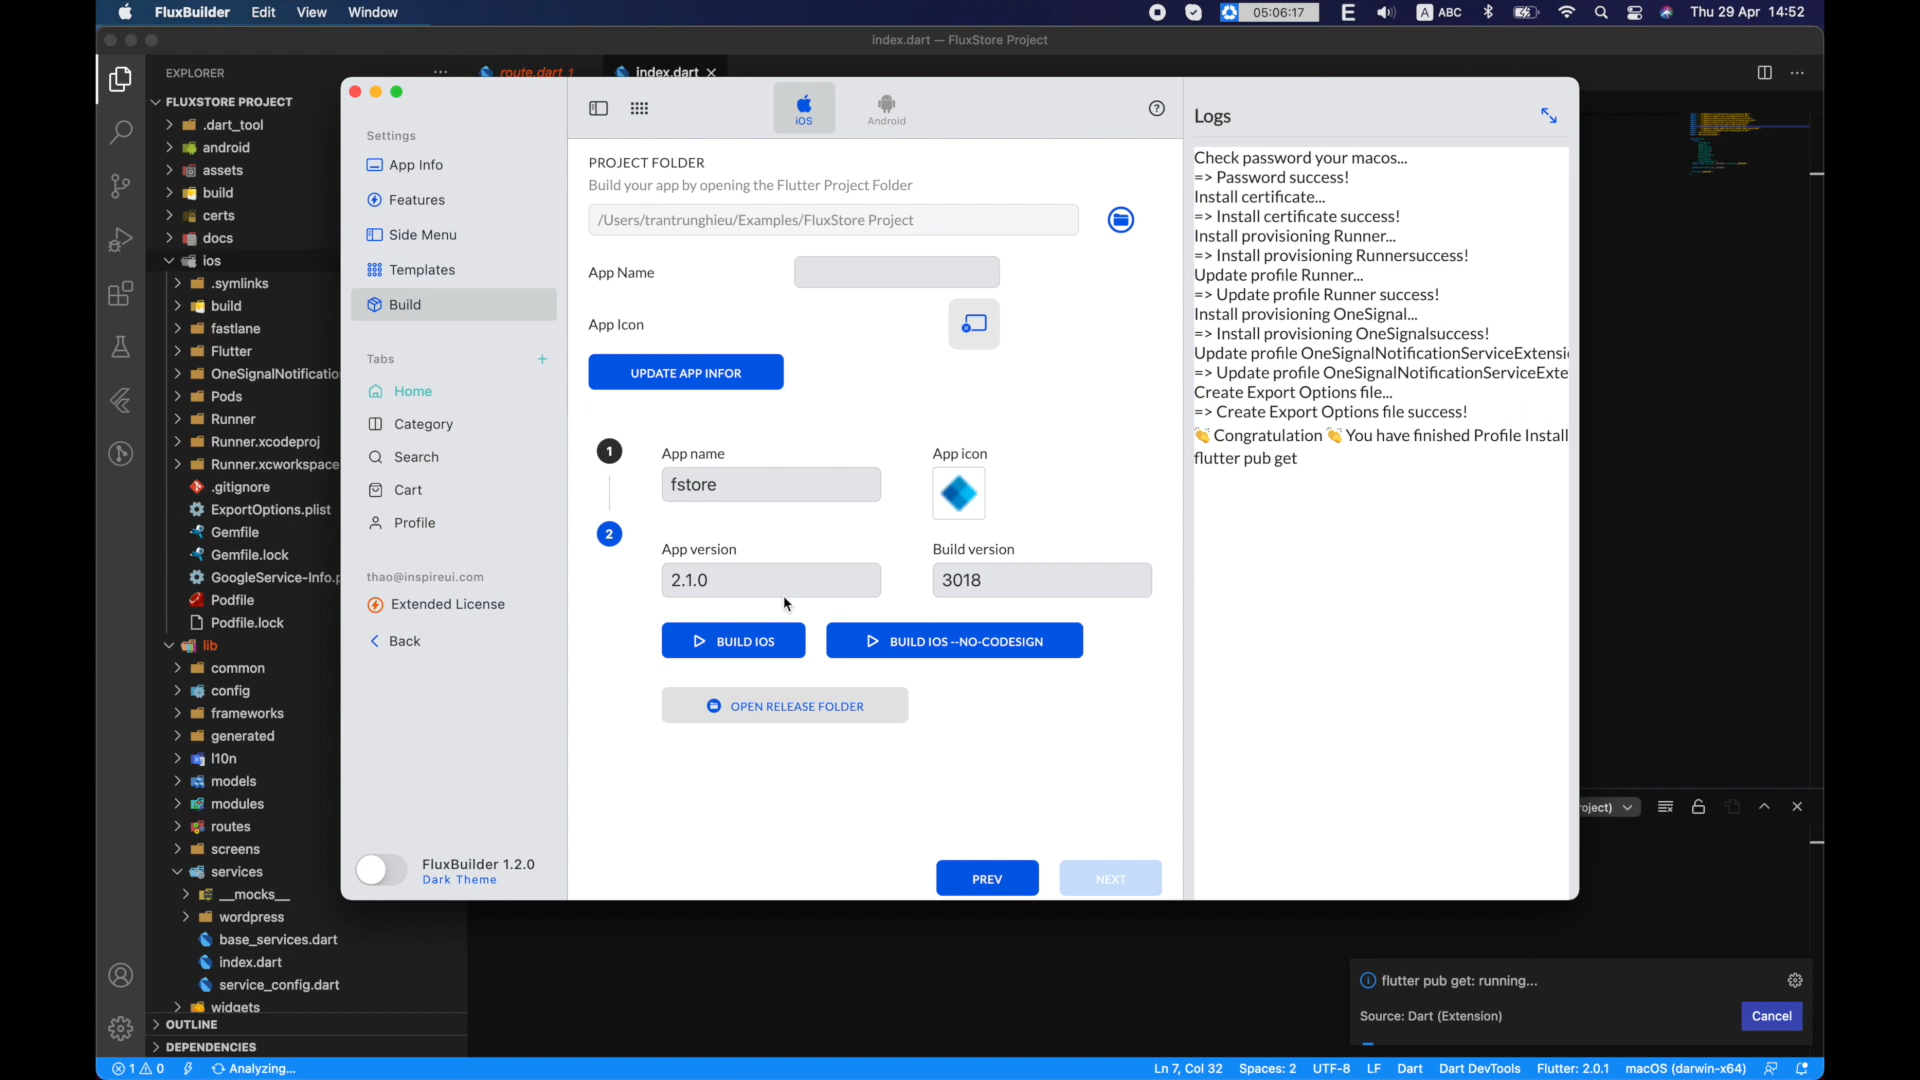 FluxBuilder Edit View Window
05:06:17
A ABC
Thu 29 Apr 14:52
index.dart — FluxStore Project
EXPLORER
route.dart 1
index.dart
FLUXSTORE PROJECT
.dart_tool
android
assets
build
certs
docs
ios
.symlinks
build
fastlane
Flutter
OneSignalNotificatio
Pods
Runner
Runner.xcodeproj
Runner.xcworkspace
.gitignore
ExportOptions.plist
Gemfile
Gemfile.lock
GoogleService-Info.p
Podfile
Podfile.lock
lib
common
config
frameworks
generated
l10n
models
modules
routes
screens
services
__mocks__
wordpress
base_services.dart
index.dart
service_config.dart
widgets
OUTLINE
DEPENDENCIES
Settings
App Info
Features
Side Menu
Templates
Build
Tabs
Home
Category
Search
Cart
Profile
thao@inspireui.com
Extended License
Back
FluxBuilder 1.2.0
Dark Theme
iOS
Android
PROJECT FOLDER
Build your app by opening the Flutter Project Folder
/Users/trantrunghieu/Examples/FluxStore Project
App Name
App Icon
UPDATE APP INFOR
1
App name
App icon
fstore
2
App version
Build version
2.1.0
3018
BUILD IOS
BUILD IOS --NO-CODESIGN
OPEN RELEASE FOLDER
PREV
NEXT
Logs
Check password your macos...
=> Password success!
Install certificate...
=> Install certificate success!
Install provisioning Runner...
=> Install provisioning Runnersuccess!
Update profile Runner...
=> Update profile Runner success!
Install provisioning OneSignal...
=> Install provisioning OneSignalsuccess!
Update profile OneSignalNotificationServiceExtensi
=> Update profile OneSignalNotificationServiceExte
Create Export Options file...
=> Create Export Options file success!
👏 Congratulation 👏 You have finished Profile Install
flutter pub get
roject)
flutter pub get: running...
Source: Dart (Extension)
Cancel
1 0
Analyzing...
Ln 7, Col 32
Spaces: 2
UTF-8
LF
Dart
Dart DevTools
Flutter: 2.0.1
macOS (darwin-x64)